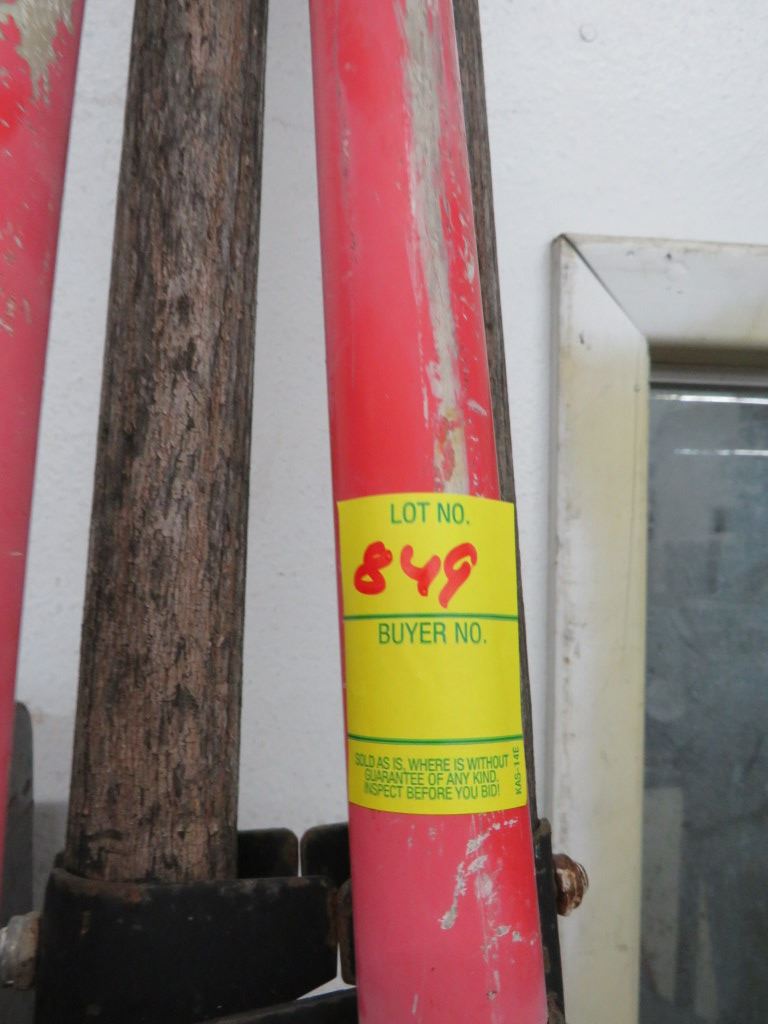 LOT NO.
849
BUYER NO.
SOLD AS IS, WHERE IS WITHOUT
GUARANTEE OF ANY KIND.
INSPECT BEFORE YOU BID!
KAS-14E